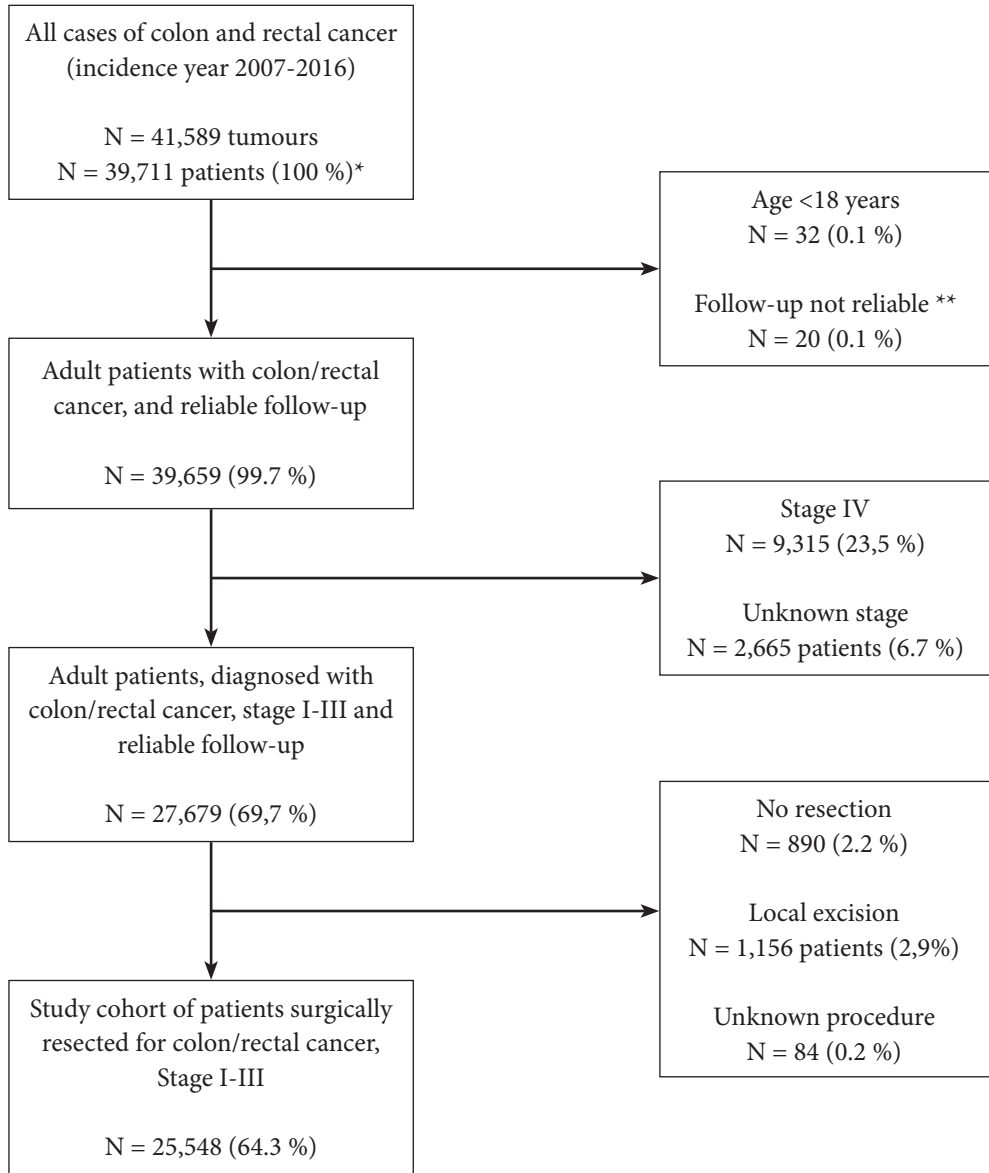 All cases of colon and rectal cancer
(incidence year 2007-2016)
N = 41,589 tumours
N = 39,711 patients (100 %)*
Age <18 years
N = 32 (0.1 %)
Follow-up not reliable **
N = 20 (0.1 %)
Adult patients with colon/rectal
cancer, and reliable follow-up
N = 39,659 (99.7 %)
Stage IV
N = 9,315 (23,5 %)
Unknown stage
N = 2,665 patients (6.7 %)
Adult patients, diagnosed with
colon/rectal cancer, stage I-III and
reliable follow-up
N = 27,679 (69,7 %)
No resection
N = 890 (2.2 %)
Local excision
N = 1,156 patients (2,9%)
Unknown procedure
N = 84 (0.2 %)
Study cohort of patients surgically
resected for colon/rectal cancer,
Stage I-III
N = 25,548 (64.3 %)